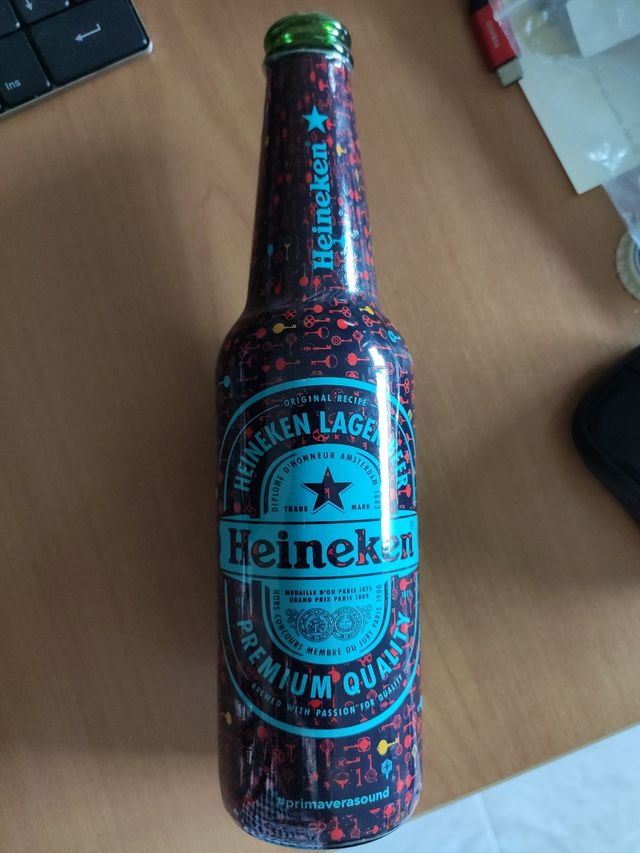 Ins
Heineken
ORIGINAL RECIPE
HEINEKEN LAGER BEER
DIPLOME D'HONNEUR AMSTERDAM 1883
TRADE MARK
Heineken
MEDAILLE D'OR PARIS 1875
GRAND PRIX PARIS 1889
HORS CONCOURS MEMBRE DU JURY PARIS 1900
PREMIUM QUALITY
BREWED WITH PASSION FOR QUALITY
#primaverasound